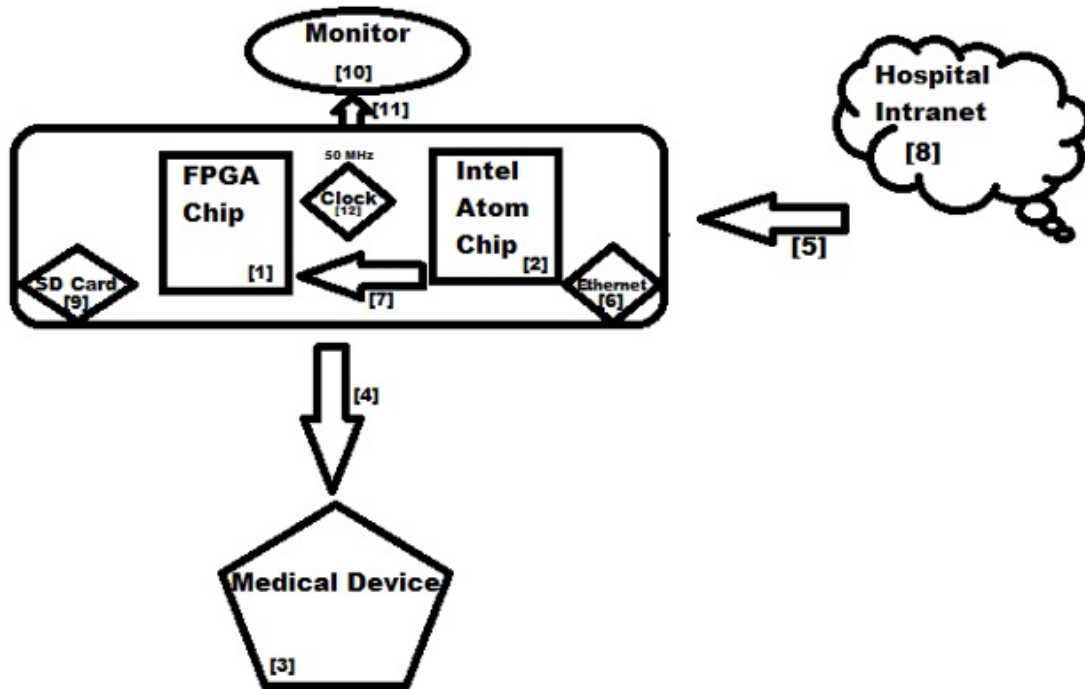 Monitor
[10]
[11]
Hospital
Intranet
[8]
50 MHz
FPGA
Chip
[1]
Clock
[12]
Intel
Atom
Chip
[2]
[5]
SD Card
[9]
[7]
Ethernet
[6]
[4]
Medical Device
[3]